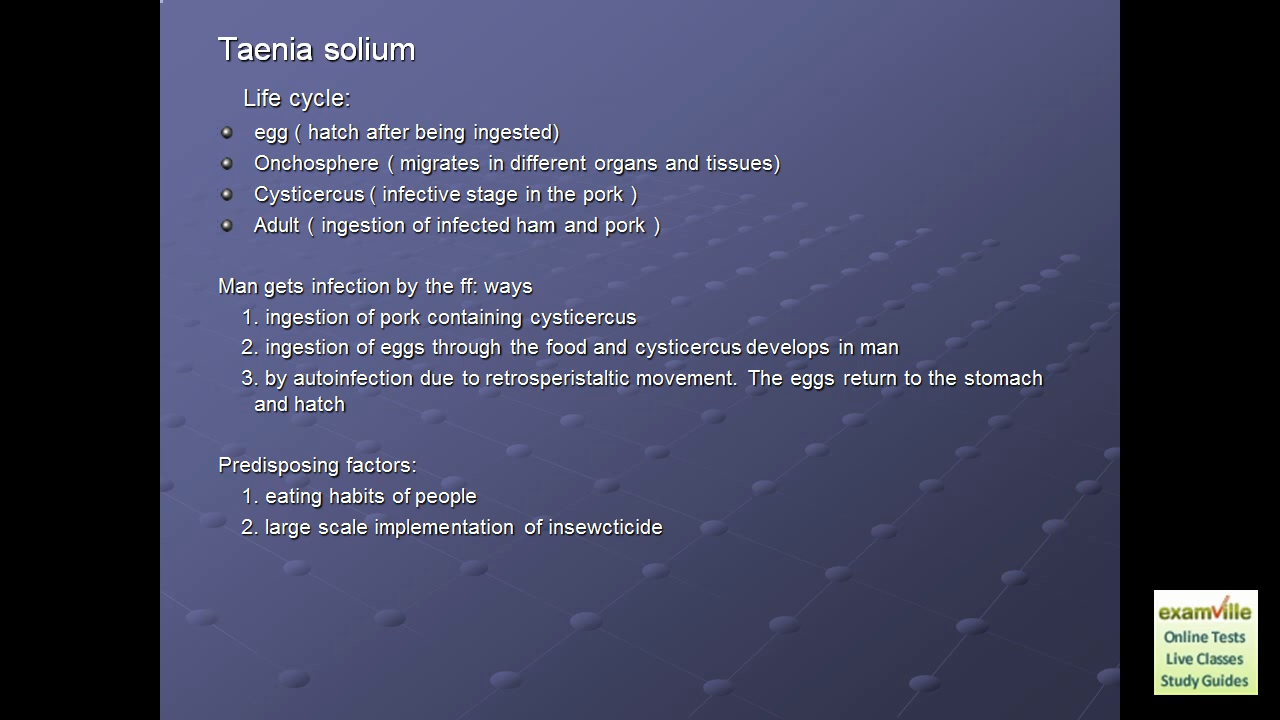 Taenia solium
Life cycle:
egg ( hatch after being ingested)
Onchosphere ( migrates in different organs and tissues)
Cysticercus ( infective stage in the pork )
Adult ( ingestion of infected ham and pork )
Man gets infection by the ff: ways
1. ingestion of pork containing cysticercus
2. ingestion of eggs through the food and cysticercus develops in man
3. by autoinfection due to retrosperistaltic movement. The eggs return to the stomach
and hatch
Predisposing factors:
1. eating habits of people
2. large scale implementation of insewcticide
examville
Online Tests
Live Classes
Study Guides